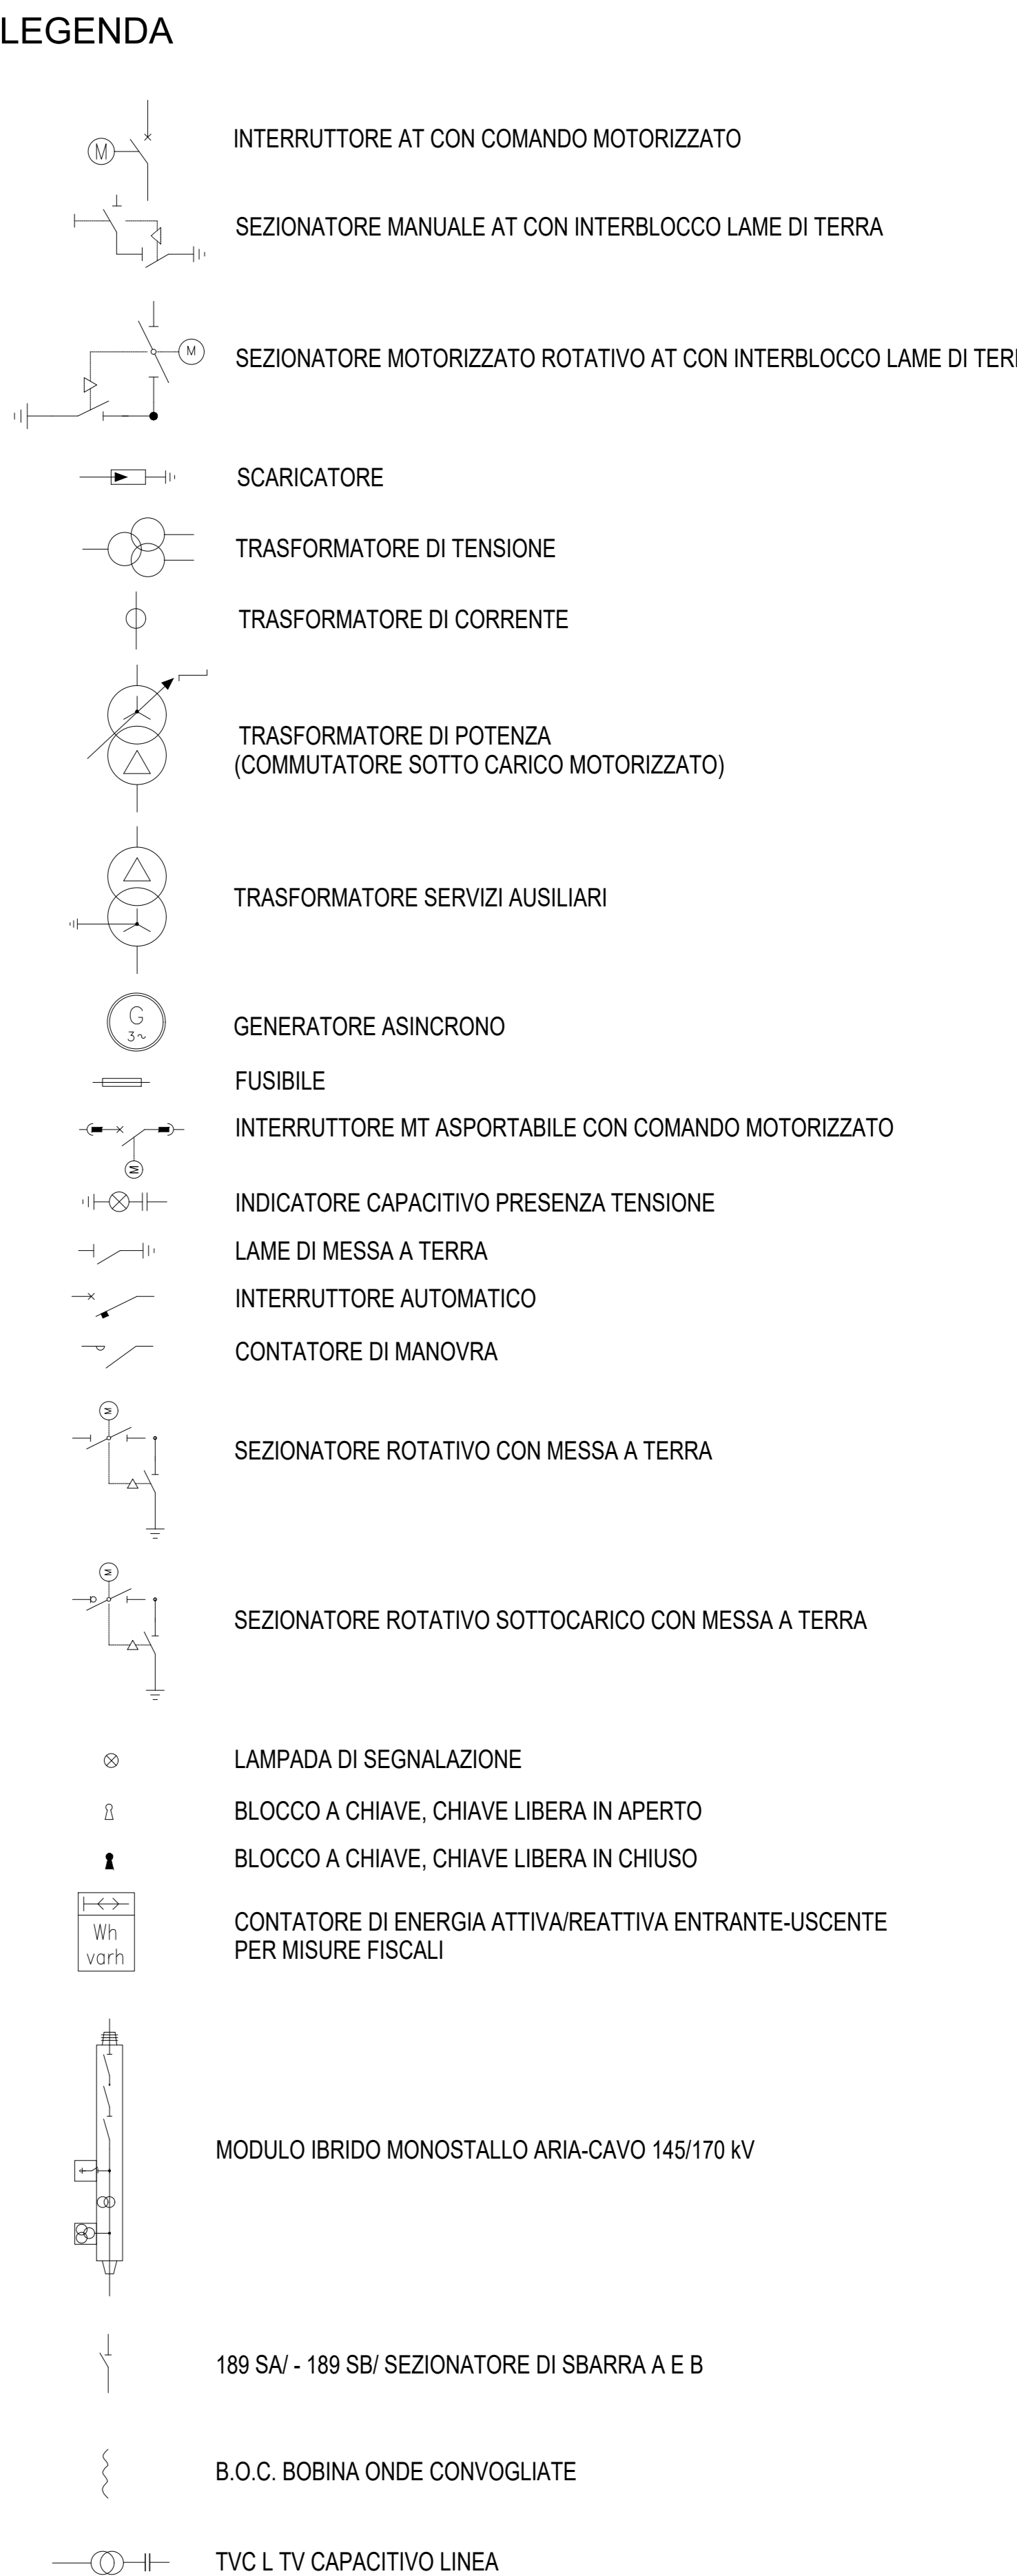 LEGENDA
M
INTERRUTTORE AT CON COMANDO MOTORIZZATO
SEZIONATORE MANUALE AT CON INTERBLOCCO LAME DI TERRA
M
SEZIONATORE MOTORIZZATO ROTATIVO AT CON INTERBLOCCO LAME DI
SCARICATORE
TRASFORMATORE DI TENSIONE
TRASFORMATORE DI CORRENTE
TRASFORMATORE DI POTENZA
(COMMUTATORE SOTTO CARICO MOTORIZZATO)
TRASFORMATORE SERVIZI AUSILIARI
G
3~
GENERATORE ASINCRONO
FUSIBILE
INTERRUTTORE MT ASPORTABILE CON COMANDO MOTORIZZATO
M
INDICATORE CAPACITIVO PRESENZA TENSIONE
LAME DI MESSA A TERRA
INTERRUTTORE AUTOMATICO
CONTATORE DI MANOVRA
M
SEZIONATORE ROTATIVO CON MESSA A TERRA
M
SEZIONATORE ROTATIVO SOTTOCARICO CON MESSA A TERRA
LAMPADA DI SEGNALAZIONE
BLOCCO A CHIAVE, CHIAVE LIBERA IN APERTO
BLOCCO A CHIAVE, CHIAVE LIBERA IN CHIUSO
Wh
varh
CONTATORE DI ENERGIA ATTIVA/REATTIVA ENTRANTE-USCENTE
PER MISURE FISCALI
MODULO IBRIDO MONOSTALLO ARIA-CAVO 145/170 kV
189 SA/ - 189 SB/ SEZIONATORE DI SBARRA A E B
B.O.C. BOBINA ONDE CONVOGLIATE
TVC L TV CAPACITIVO LINEA